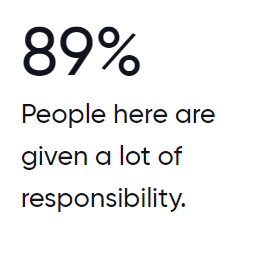 89%
People here are
given a lot of
responsibility.